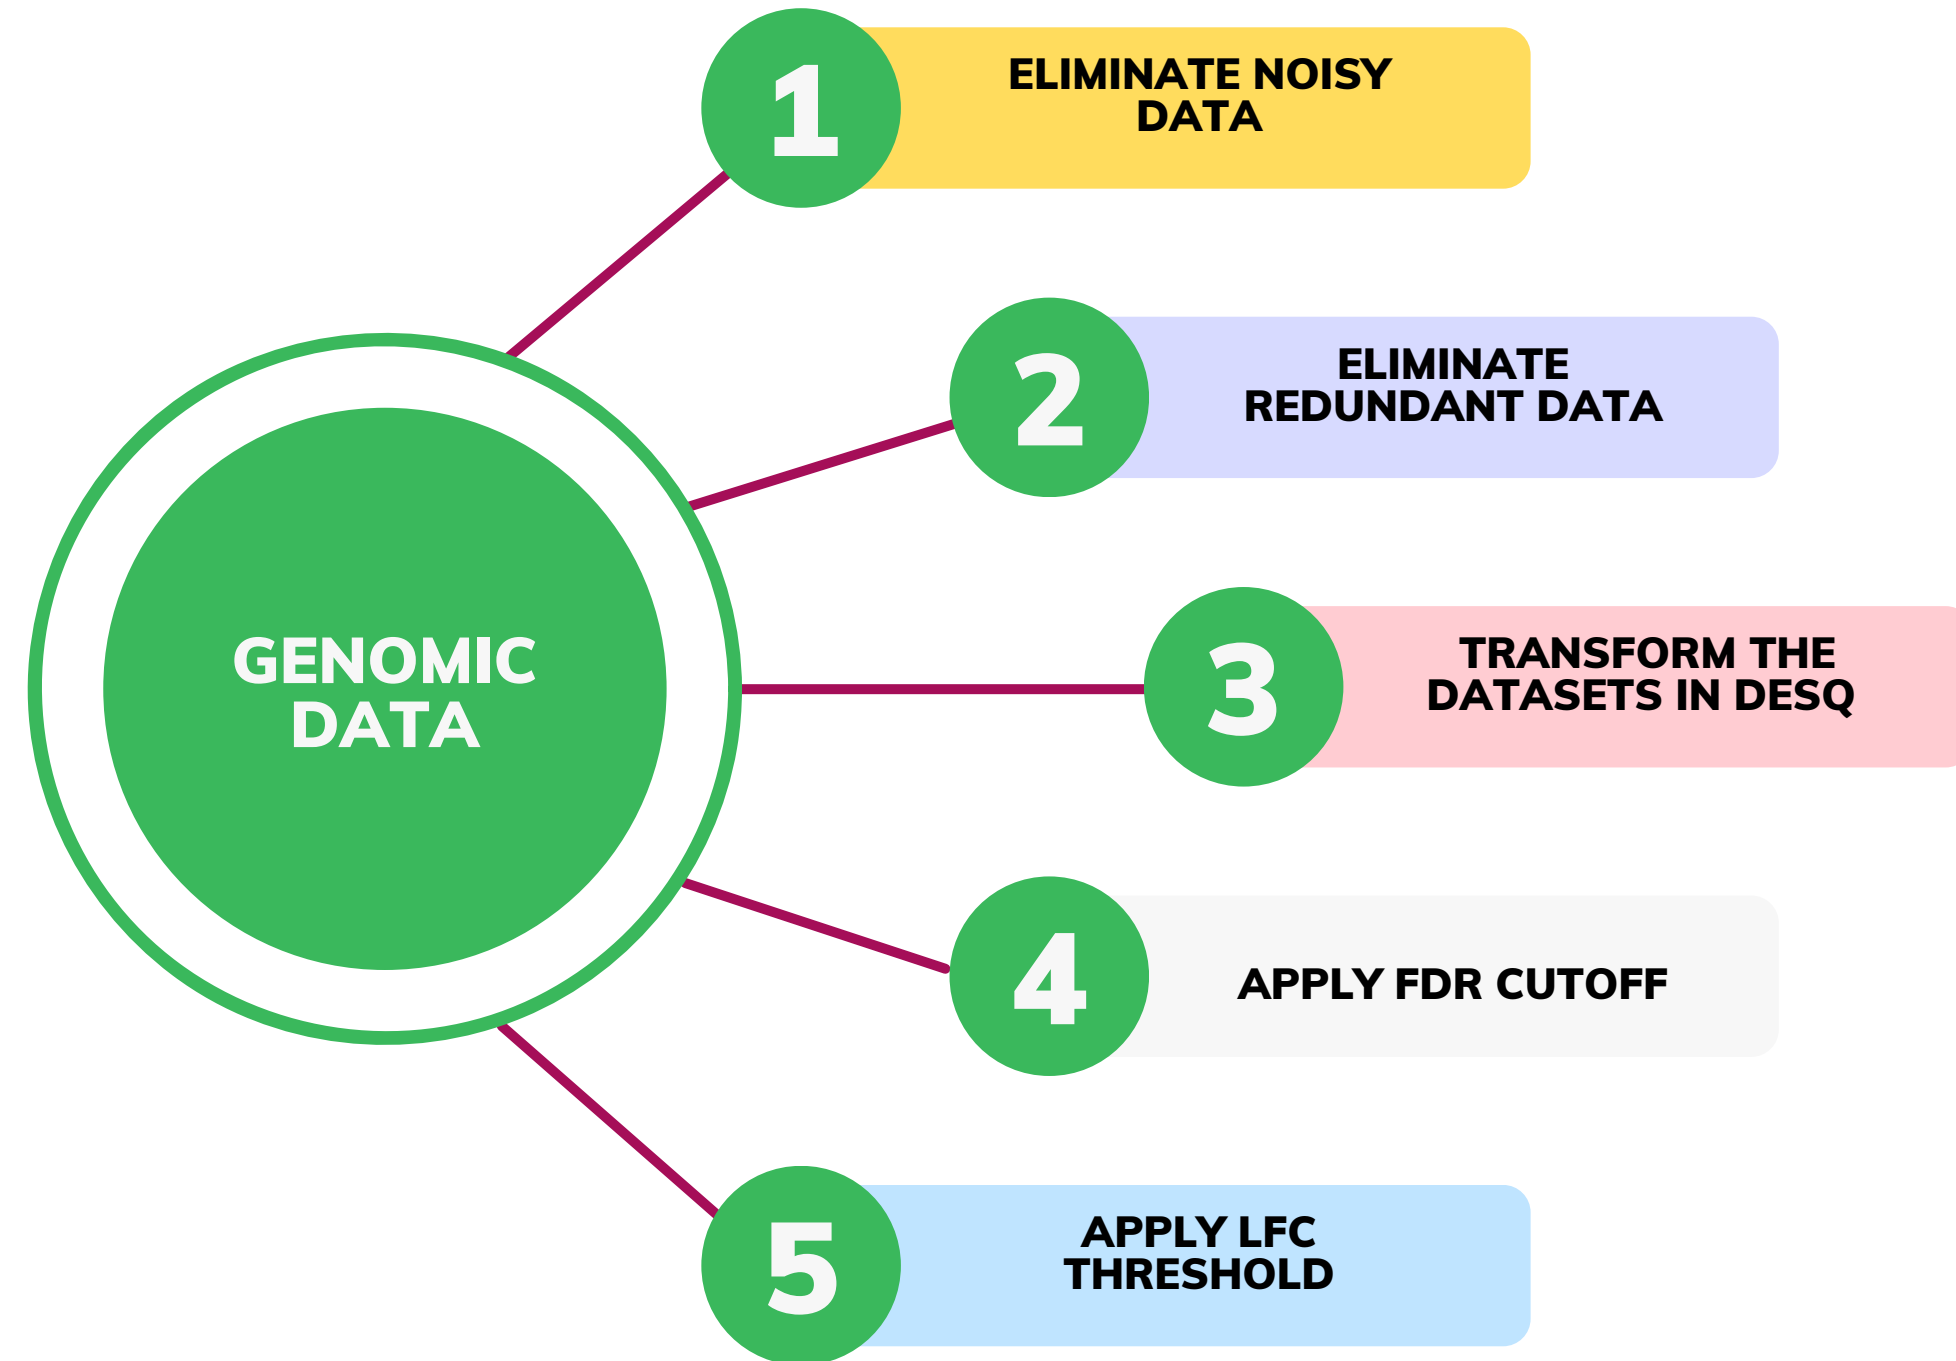 1
ELIMINATE NOISY
DATA
2
ELIMINATE
REDUNDANT DATA
GENOMIC
DATA
3
TRANSFORM THE
DATASETS IN DESQ
4
APPLY FDR CUTOFF
5
APPLY LFC
THRESHOLD